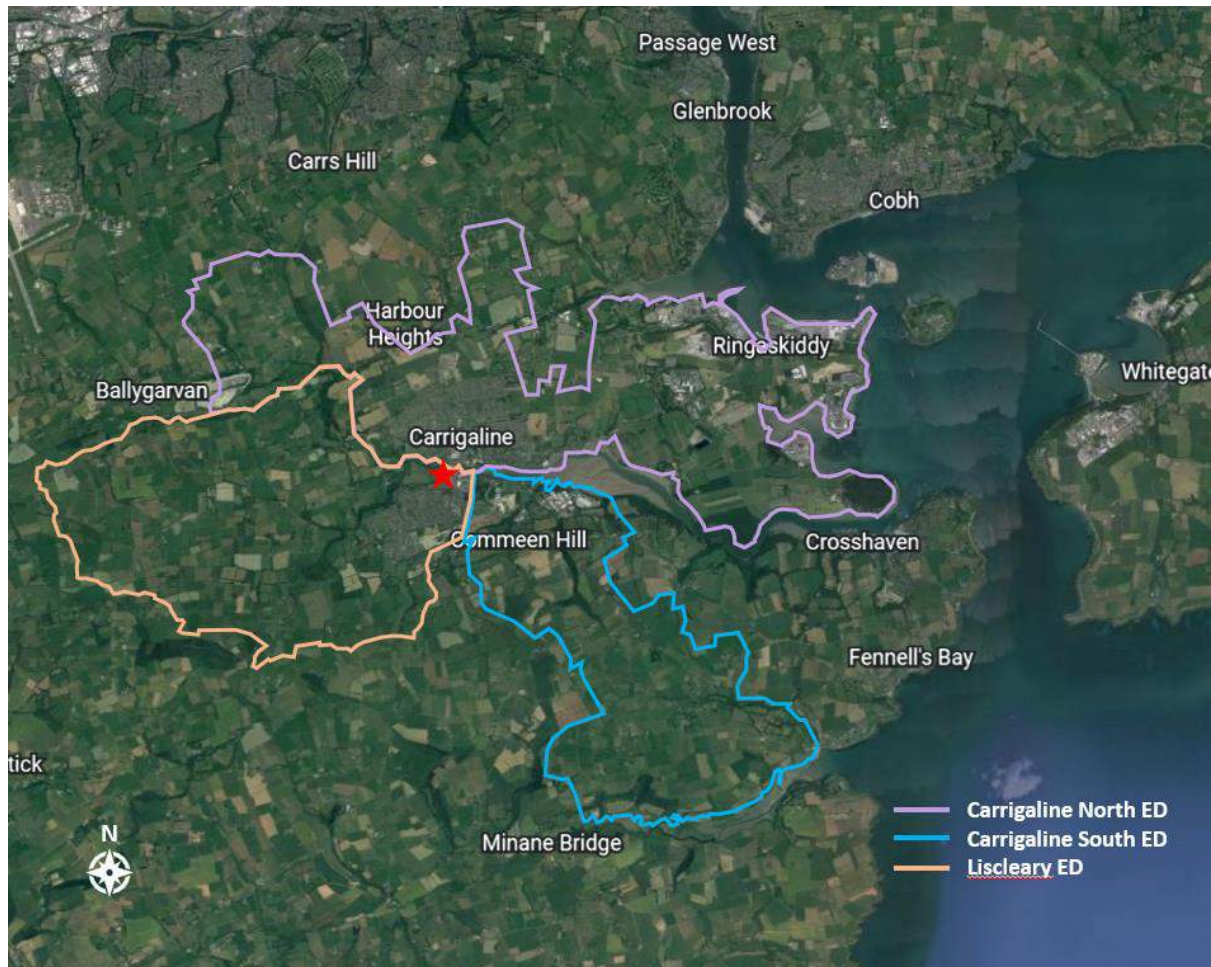 Passage West
Glenbrook
Carrs Hill
Cobh
Harbour
Heights
Ringaskiddy
Ballygarvan
Whitegate
Carrigaline
Commeen Hill
Crosshaven
Fennell's Bay
tick
Minane Bridge
N
Carrigaline North ED
Carrigaline South ED
Liscleary ED